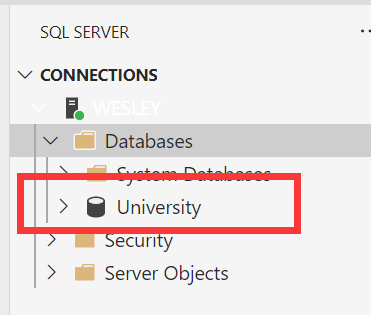 SQL SERVER
CONNECTIONS
WESLEY
Databases
System Databases
University
Security
Server Objects